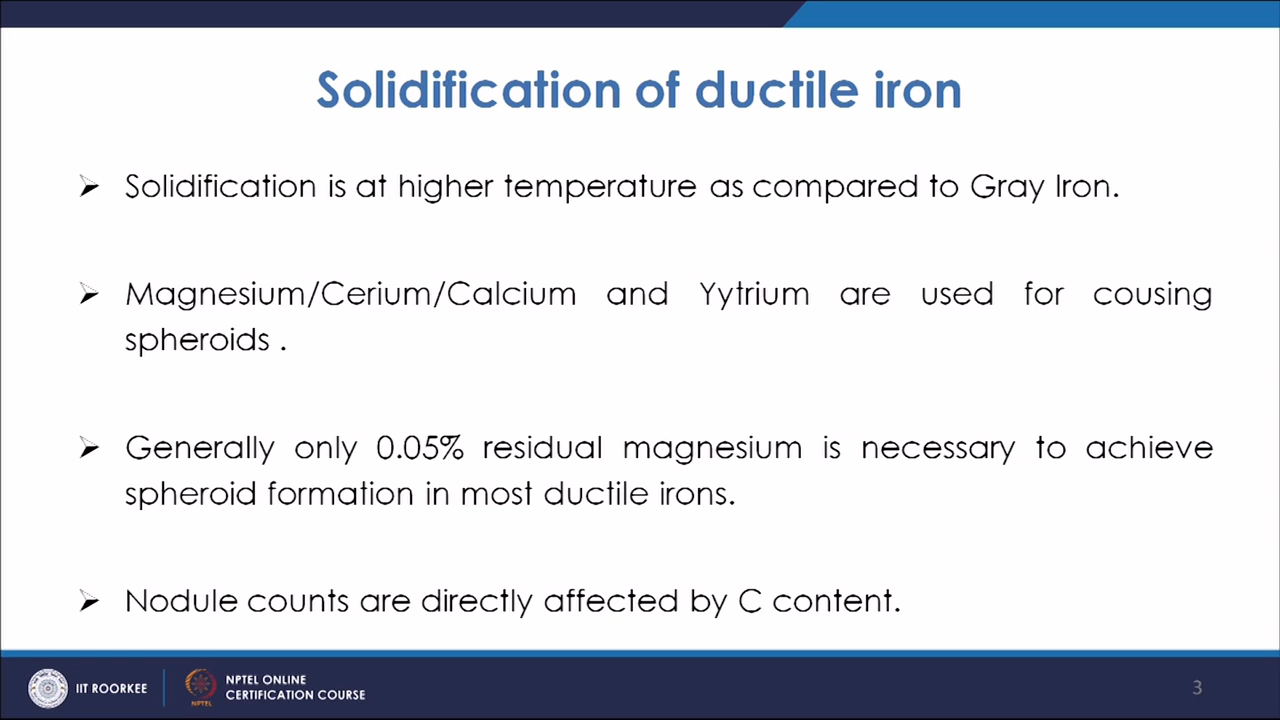 Solidification of ductile iron
➢ Solidification is at higher temperature as compared to Gray Iron.
➢ Magnesium/Cerium/Calcium and Yytrium are used for cousing
spheroids .
➢ Generally only 0.05% residual magnesium is necessary to achieve
spheroid formation in most ductile irons.
➢ Nodule counts are directly affected by C content.
IIT ROORKEE
NPTEL
NPTEL ONLINE
CERTIFICATION COURSE
3